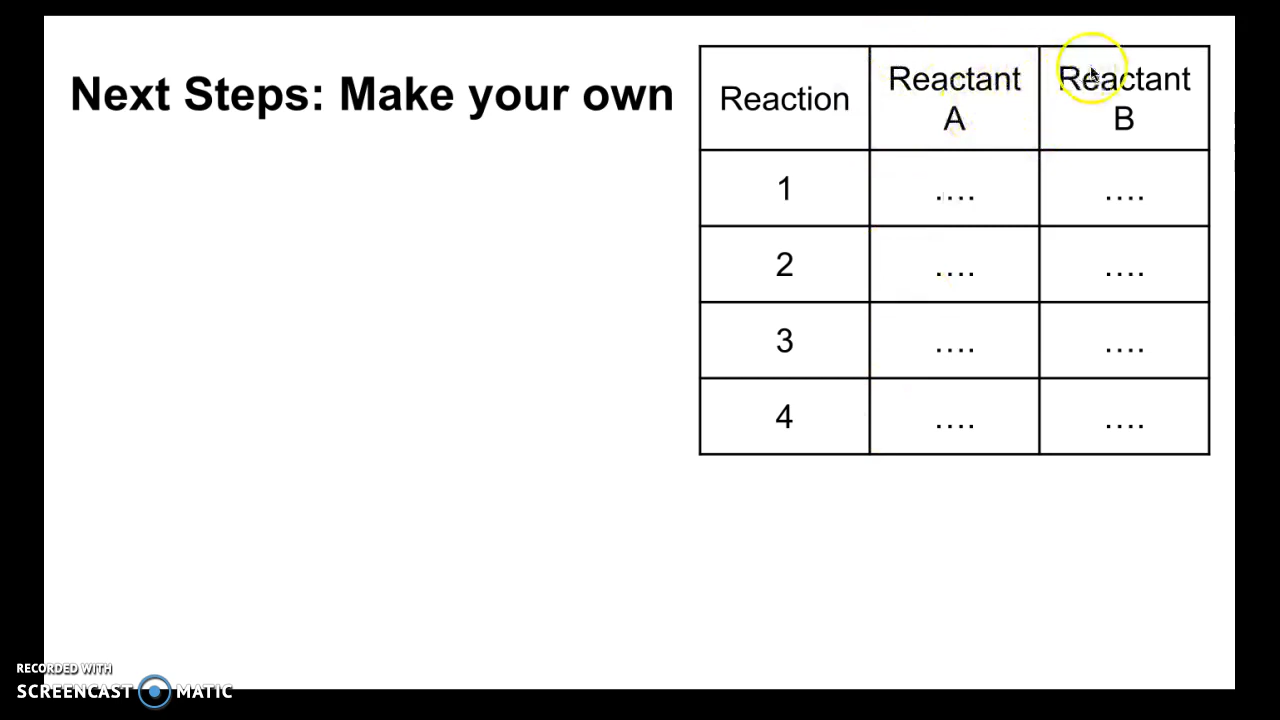 Next Steps: Make your own
Reaction Reactant A Reactant B
1 .... ....
2 .... ....
3 .... ....
4 .... ....
RECORDED WITH
SCREENCAST MATIC